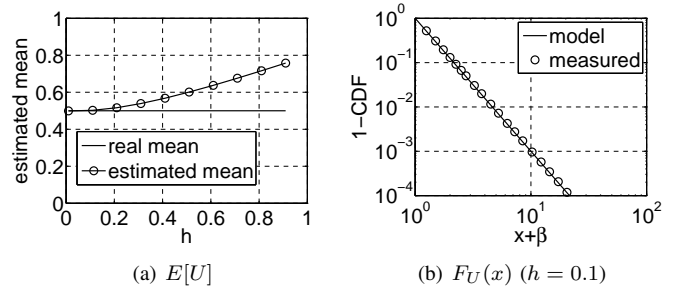 1
0.8
0.6
0.4
0.2
0
estimated mean
0 0.2 0.4 0.6 0.8 1
h
real mean
estimated mean
(a) E[U]
10^0
10^−1
10^−2
10^−3
10^−4
1−CDF
10^0 10^1 10^2
x+β
model
measured
(b) F_U(x) (h = 0.1)